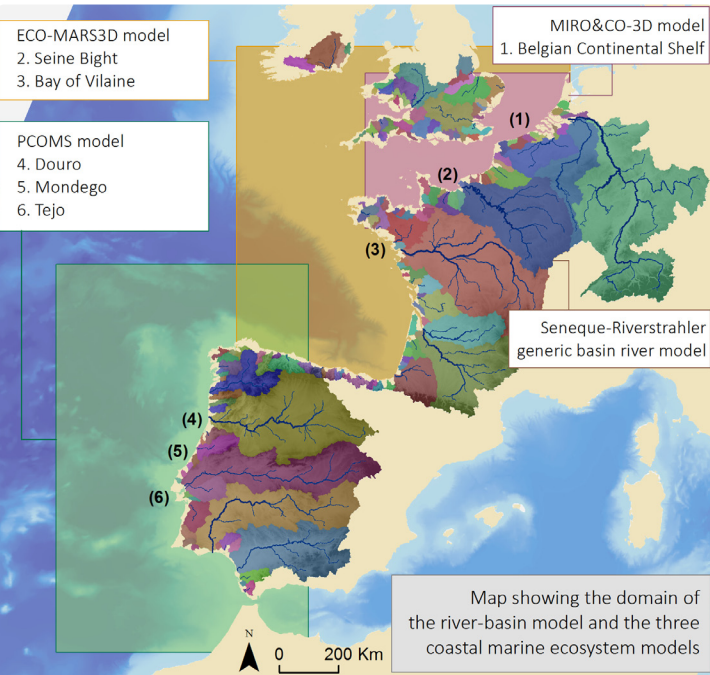 ECO-MARS3D model
2. Seine Bight
3. Bay of Vilaine
MIRO&CO-3D model
1. Belgian Continental Shelf
PCOMS model
4. Douro
5. Mondego
6. Tejo
(1)
(2)
(3)
Seneque-Riverstrahler
generic basin river model
(4)
(5)
(6)
Map showing the domain of
the river-basin model and the three
coastal marine ecosystem models
N
0 200 Km